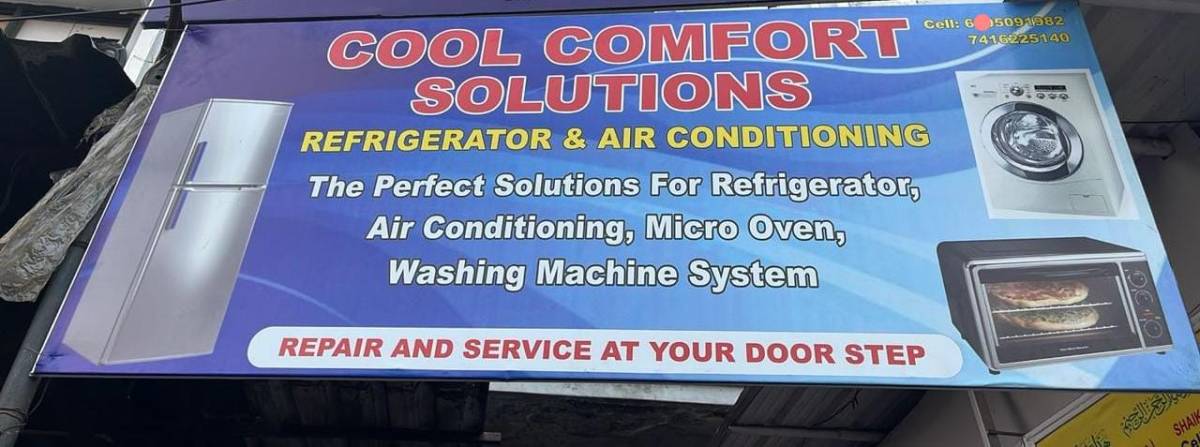 COOL COMFORT
SOLUTIONS
Cell:
7416225140
REFRIGERATOR & AIR CONDITIONING
The Perfect Solutions For Refrigerator,
Air Conditioning, Micro Oven,
Washing Machine System
REPAIR AND SERVICE AT YOUR DOOR STEP
SHAIK